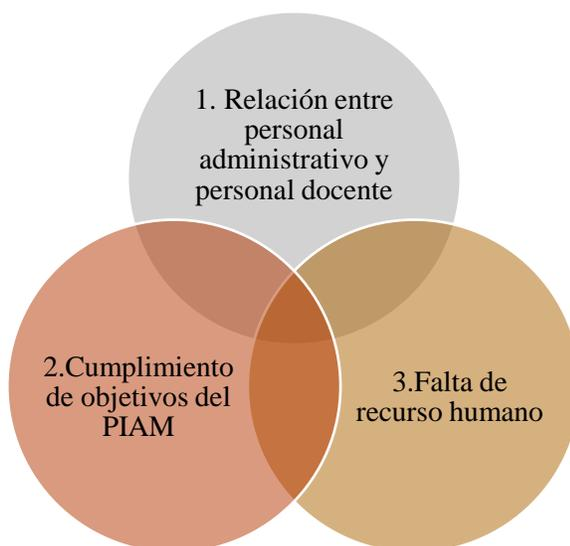 1. Relación entre
personal
administrativo y
personal docente
2.Cumplimiento
de objetivos del
PIAM
3.Falta de
recurso humano